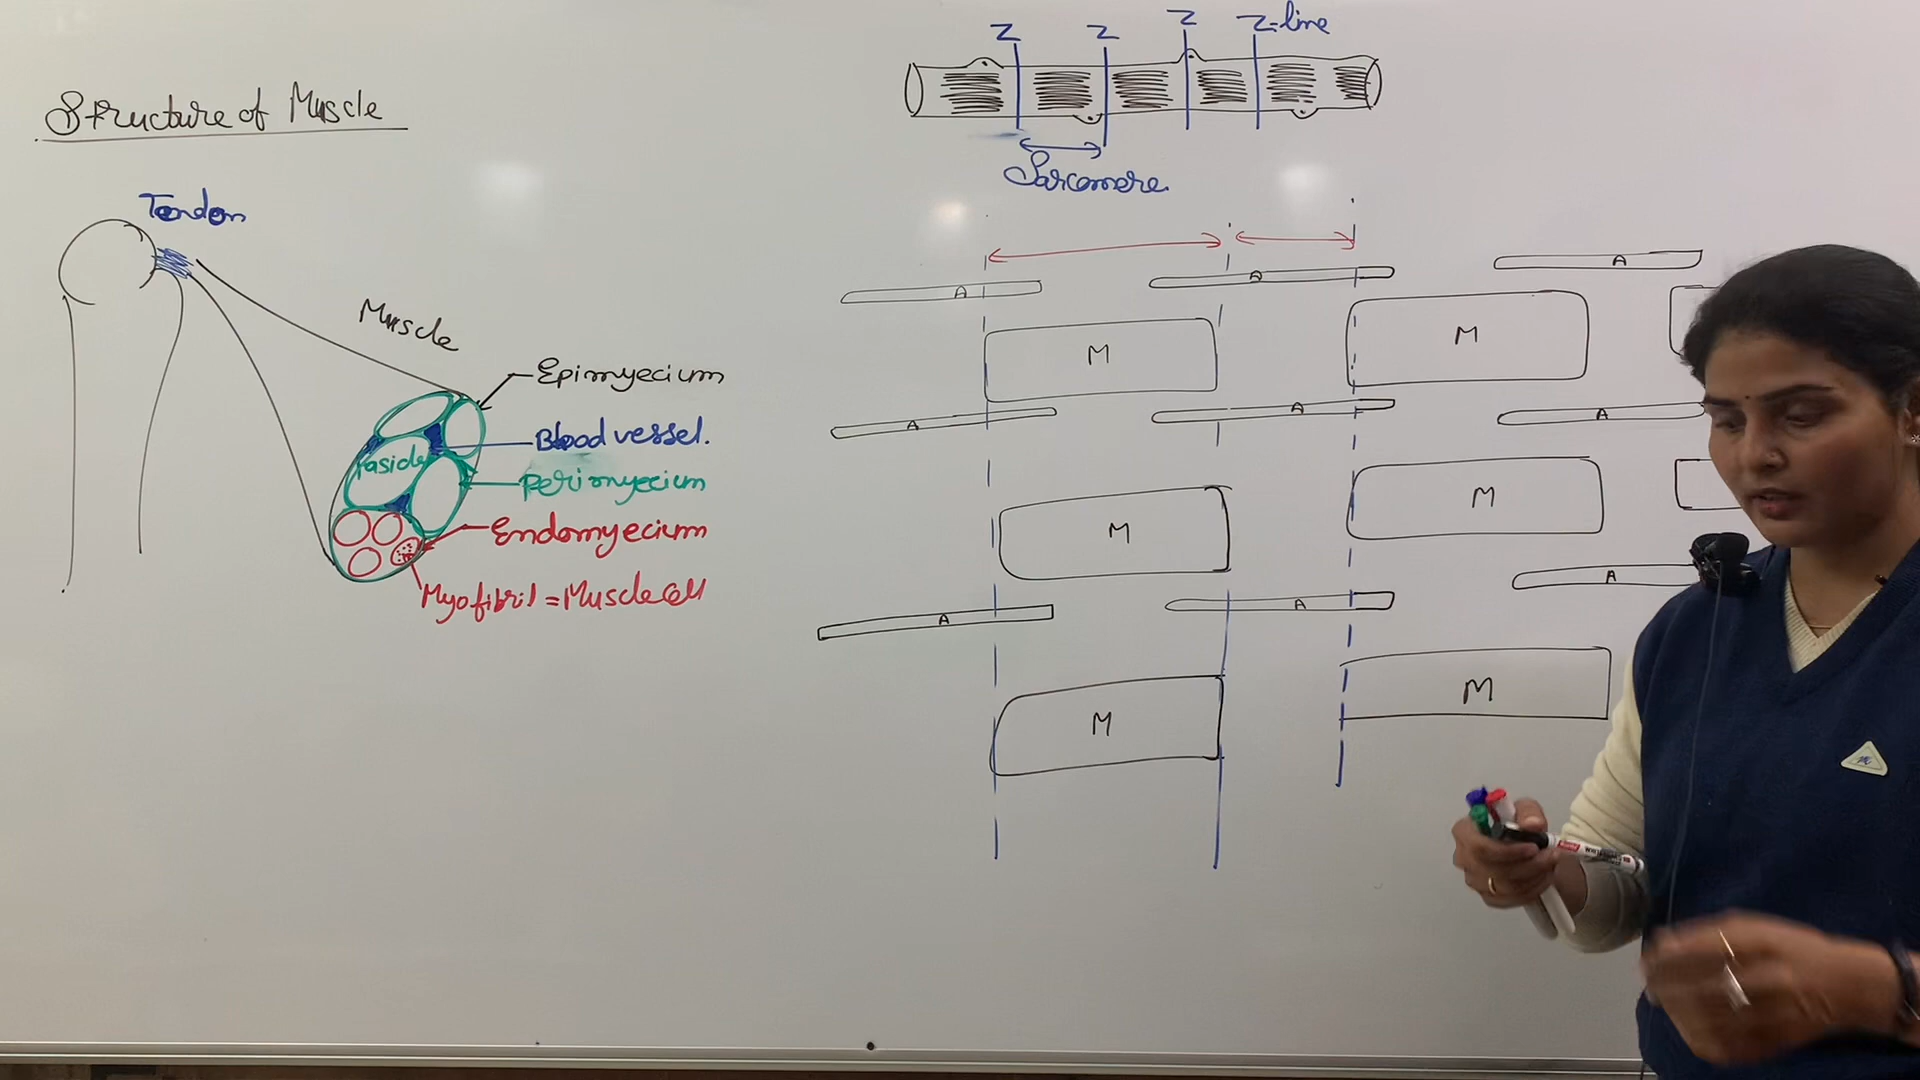 Structure of Muscle
Tendon
Muscle
Epimyecium
Blood vessel.
fasicle
Perimyecium
Endomyecium
Myofibril = Muscle cell
Z Z Z Z-line
Sarcomere.
A A A
M M
A A A
M M
A A A
M M